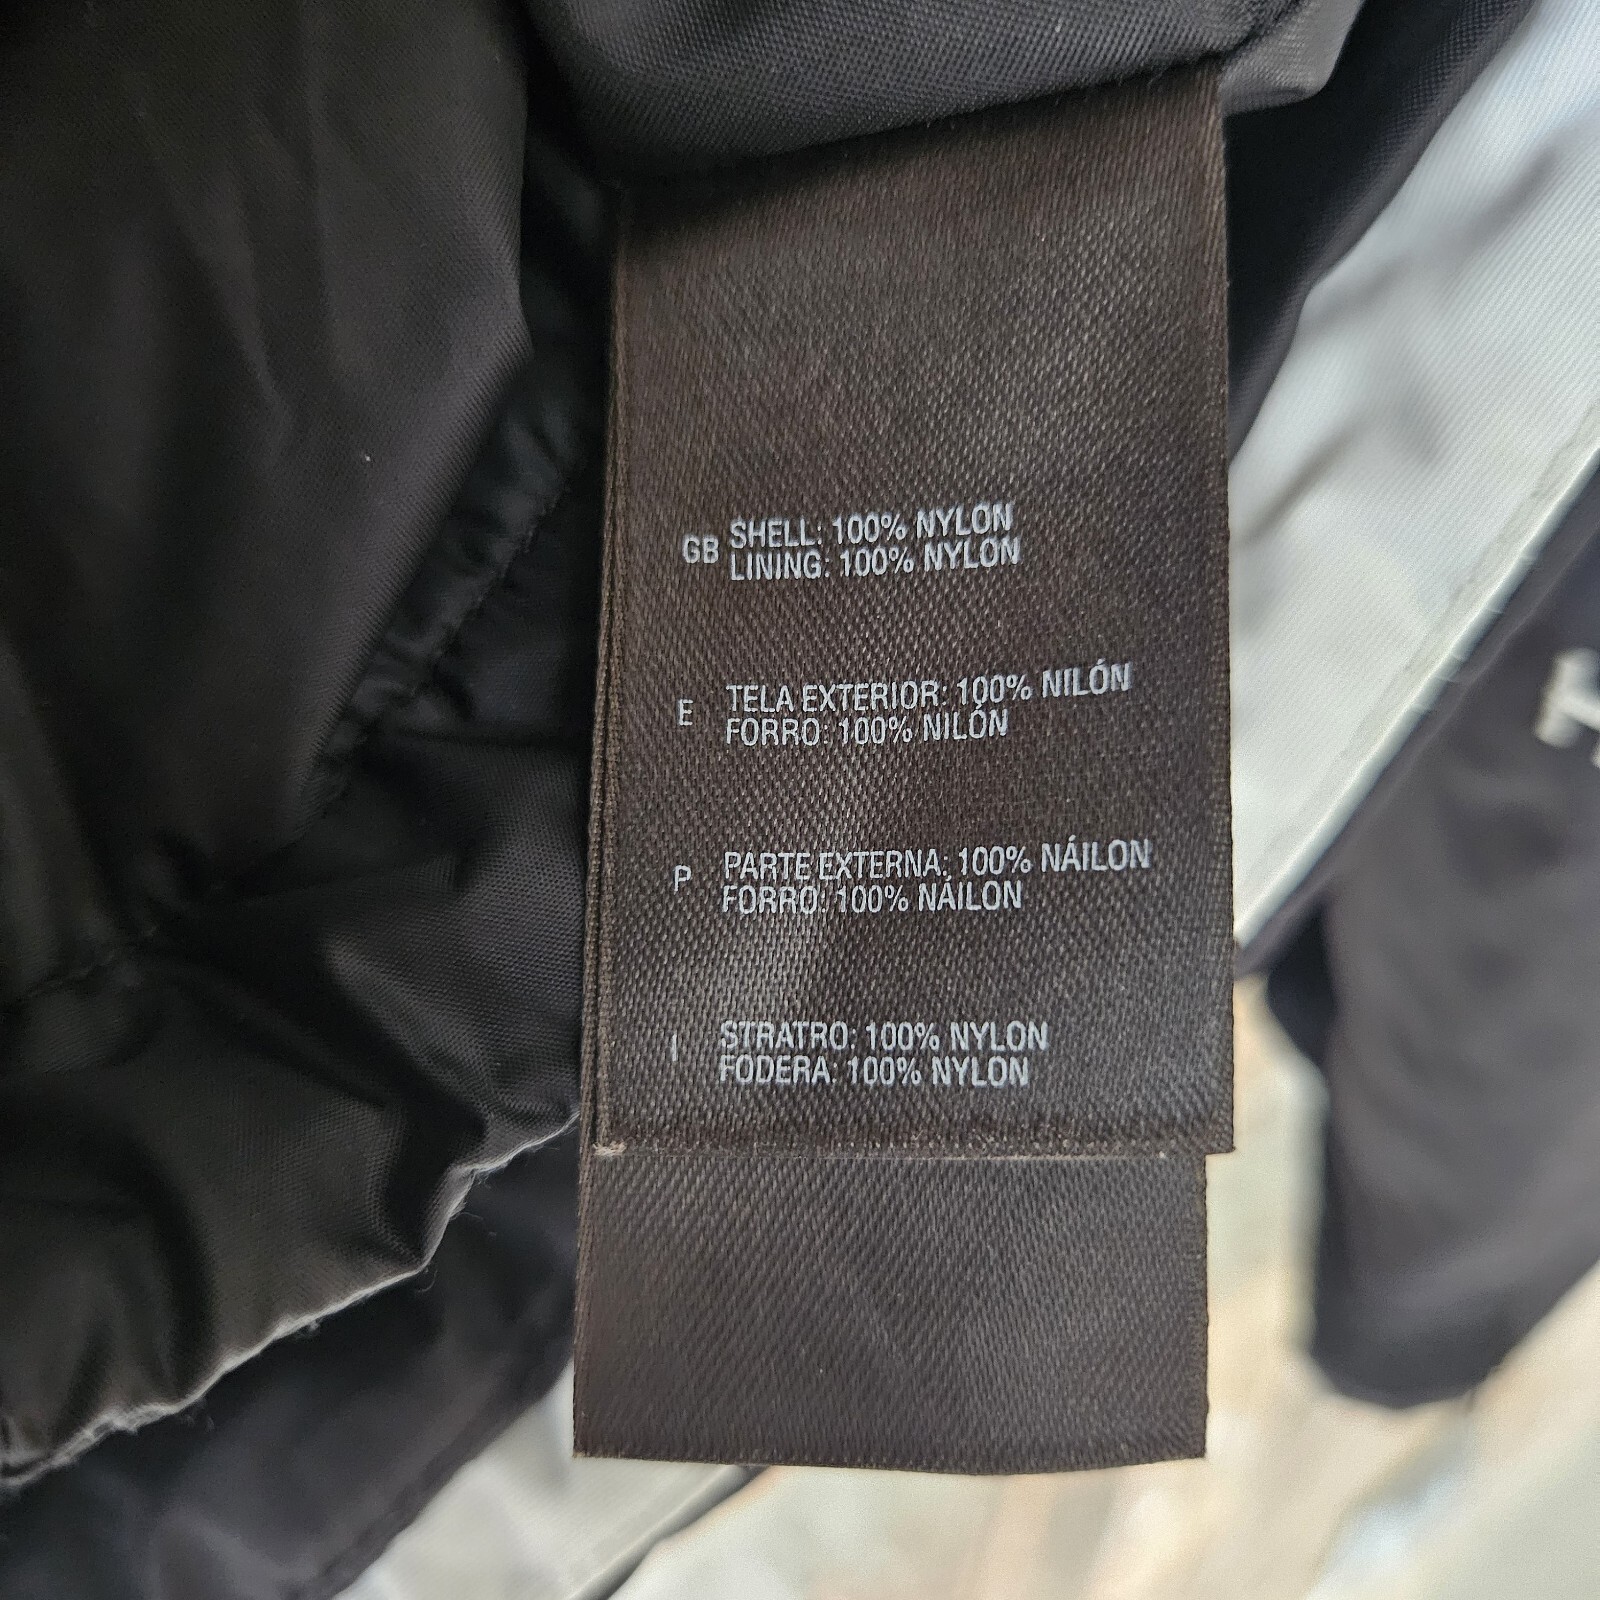 GB SHELL: 100% NYLON
LINING: 100% NYLON
E TELA EXTERIOR: 100% NILÓN
FORRO: 100% NILÓN
P PARTE EXTERNA: 100% NÁILON
FORRO: 100% NÁILON
I STRATRO: 100% NYLON
FODERA: 100% NYLON